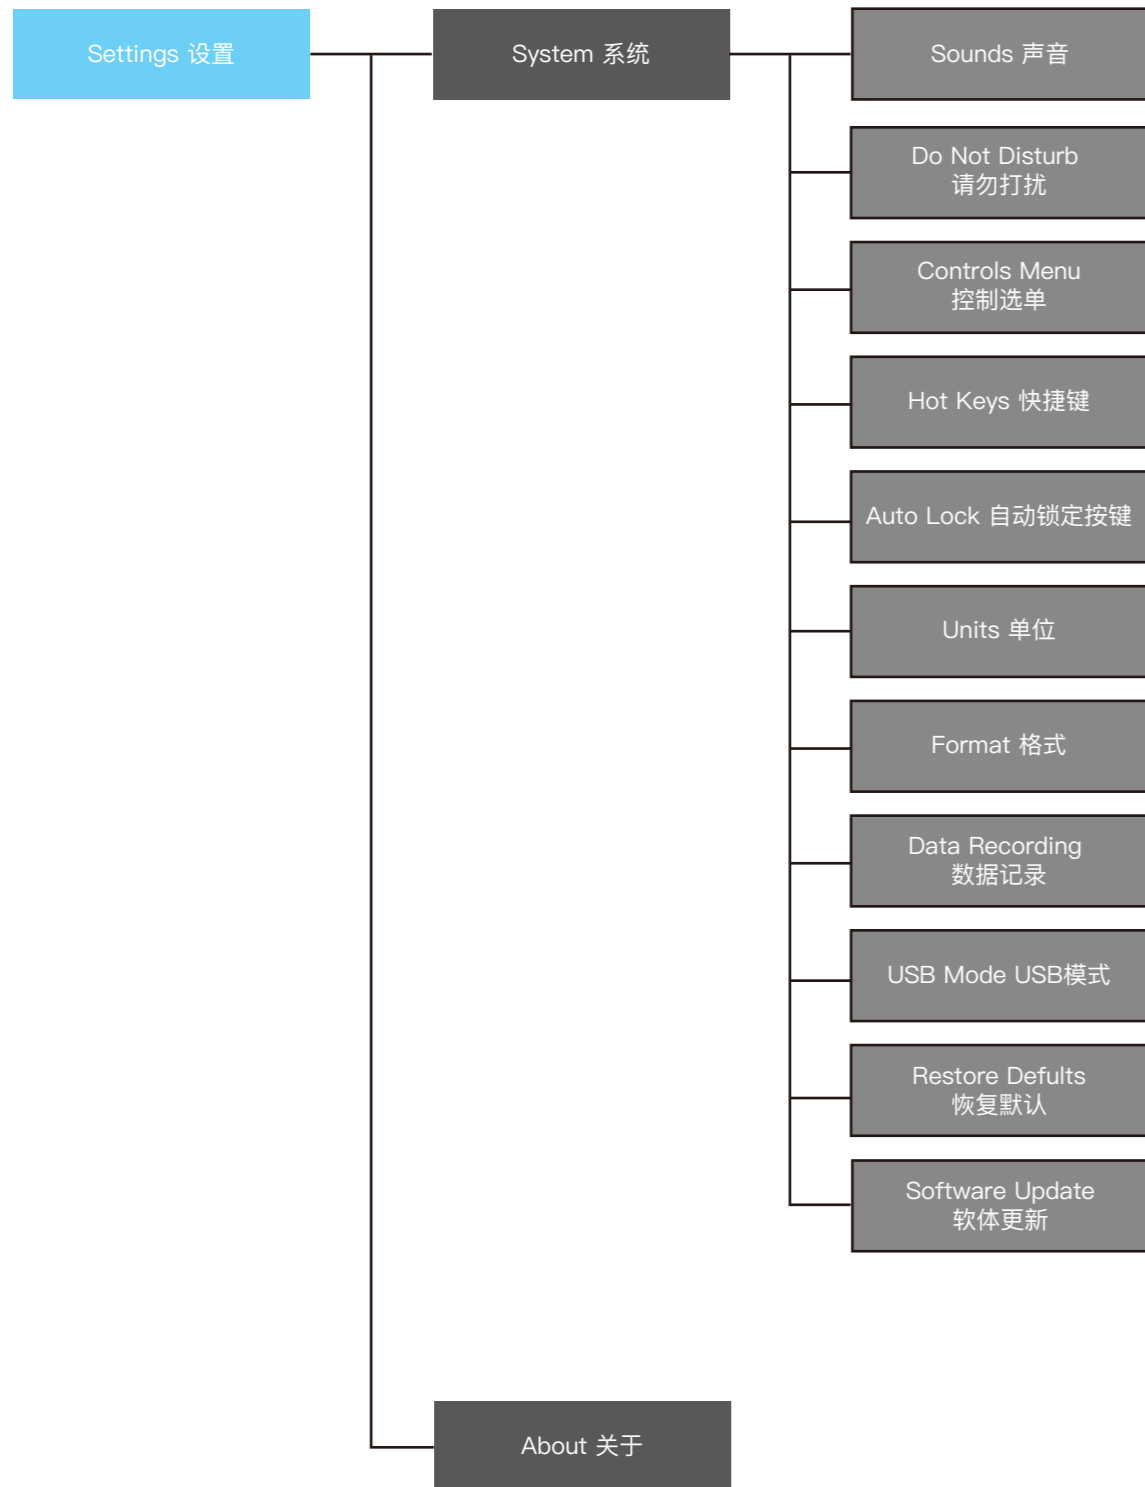 Settings 设置
System 系统
Sounds 声音
Do Not Disturb
请勿打扰
Controls Menu
控制选单
Hot Keys 快捷键
Auto Lock 自动锁定按键
Units 单位
Format 格式
Data Recording
数据记录
USB Mode USB模式
Restore Defults
恢复默认
Software Update
软体更新
About 关于